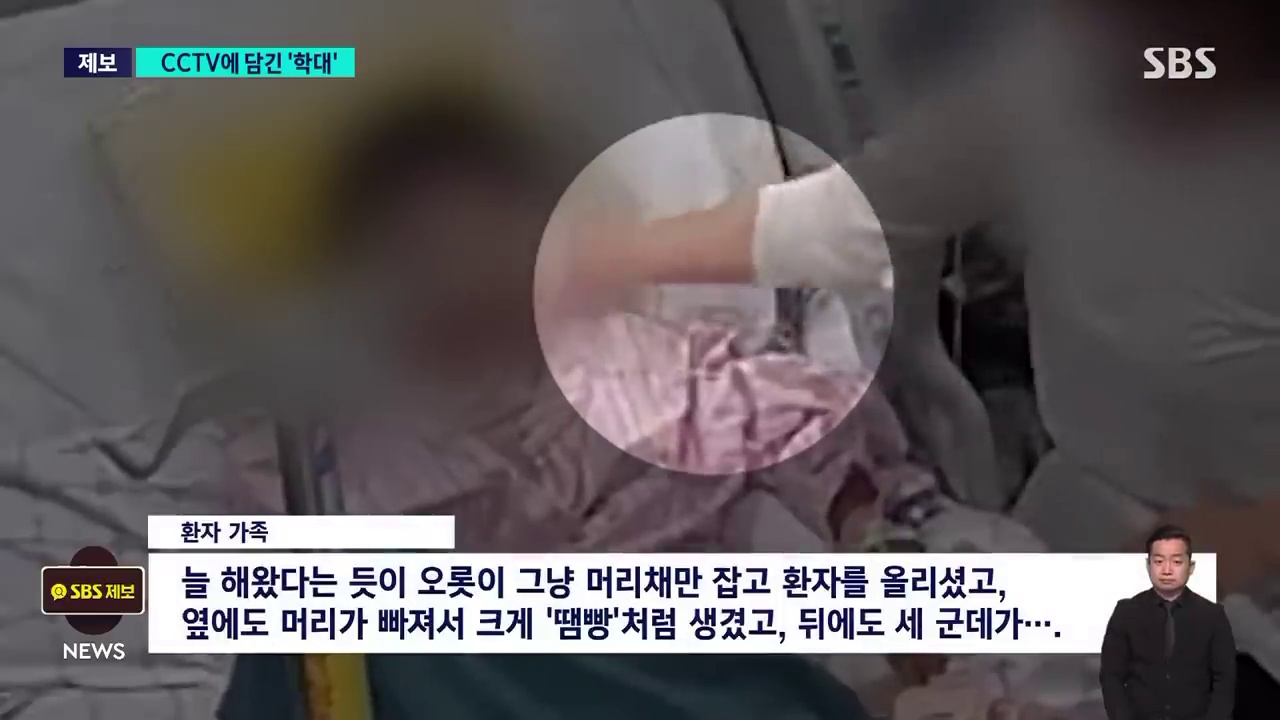 제보 CCTV에 담긴 '학대'
SBS
환자 가족
늘 해왔다는 듯이 오롯이 그냥 머리채만 잡고 환자를 올리셨고,
옆에도 머리가 빠져서 크게 '땜빵'처럼 생겼고, 뒤에도 세 군데가….
SBS 제보
NEWS